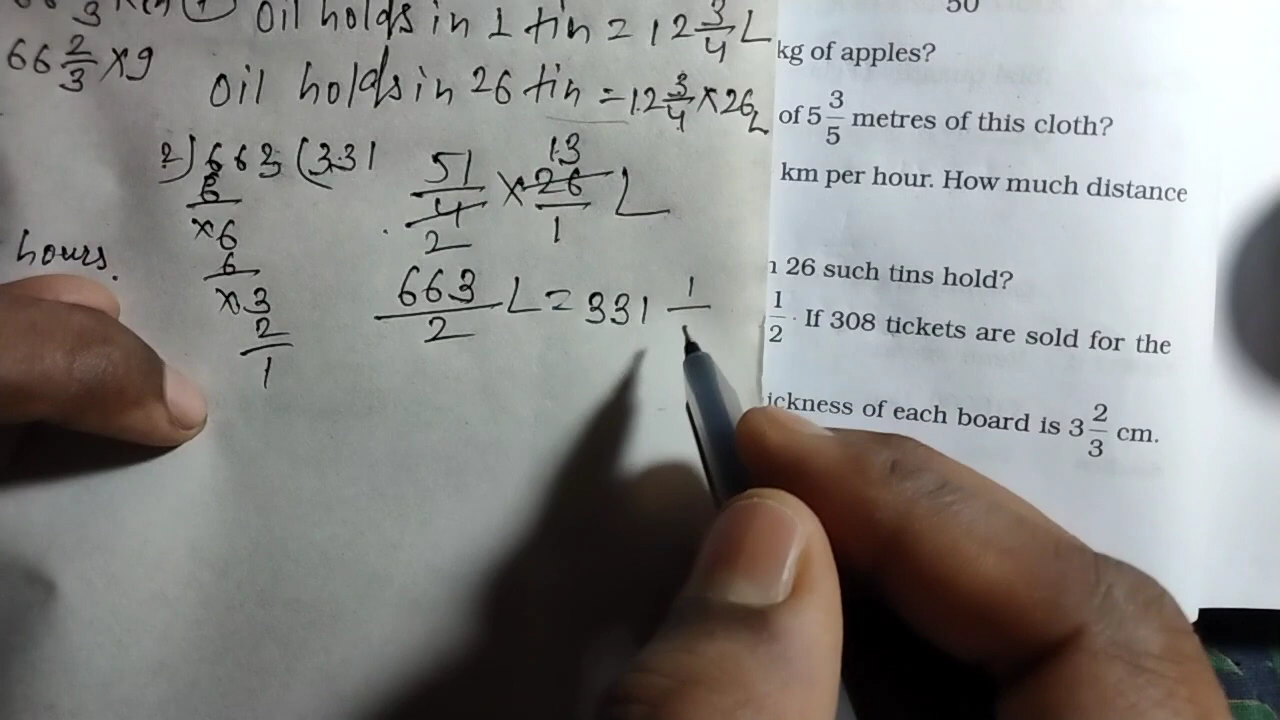 Oil holds in 1 tin = 12 3/4 L
66 2/3 x 9
Oil holds in 26 tin = 12 3/4 x 26 L
2) 663 (331
6
x6
6
x3
2
1
51/4 x 26/1 L
13
2
hours.
663/2 L = 331 1/
50
kg of apples?
of 5 3/5 metres of this cloth?
km per hour. How much distance
26 such tins hold?
1/2 . If 308 tickets are sold for the
ickness of each board is 3 2/3 cm.